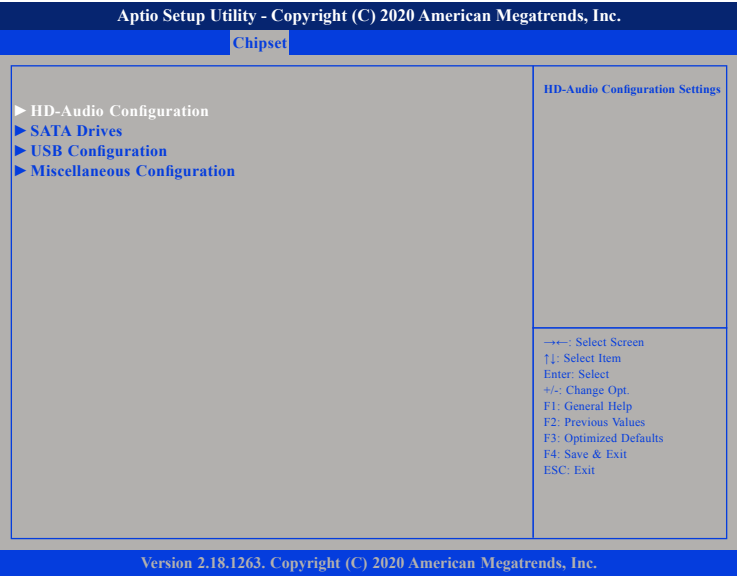 Aptio Setup Utility - Copyright (C) 2020 American Megatrends, Inc.
Chipset
► HD-Audio Configuration
► SATA Drives
► USB Configuration
► Miscellaneous Configuration
HD-Audio Configuration Settings
→←: Select Screen
↑↓: Select Item
Enter: Select
+/-: Change Opt.
F1: General Help
F2: Previous Values
F3: Optimized Defaults
F4: Save & Exit
ESC: Exit
Version 2.18.1263. Copyright (C) 2020 American Megatrends, Inc.